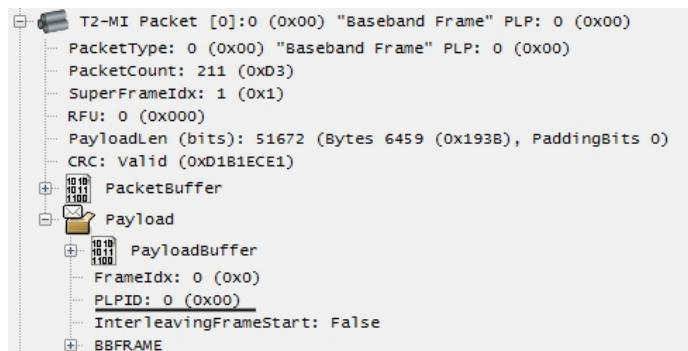 T2-MI Packet [0]:0 (0x00) "Baseband Frame" PLP: 0 (0x00)
PacketType: 0 (0x00) "Baseband Frame" PLP: 0 (0x00)
PacketCount: 211 (0xD3)
SuperFrameIdx: 1 (0x1)
RFU: 0 (0x000)
PayloadLen (bits): 51672 (Bytes 6459 (0x193B), PaddingBits 0)
CRC: Valid (0xD1B1ECE1)
PacketBuffer
Payload
PayloadBuffer
FrameIdx: 0 (0x0)
PLPID: 0 (0x00)
InterleavingFrameStart: False
BBFRAME